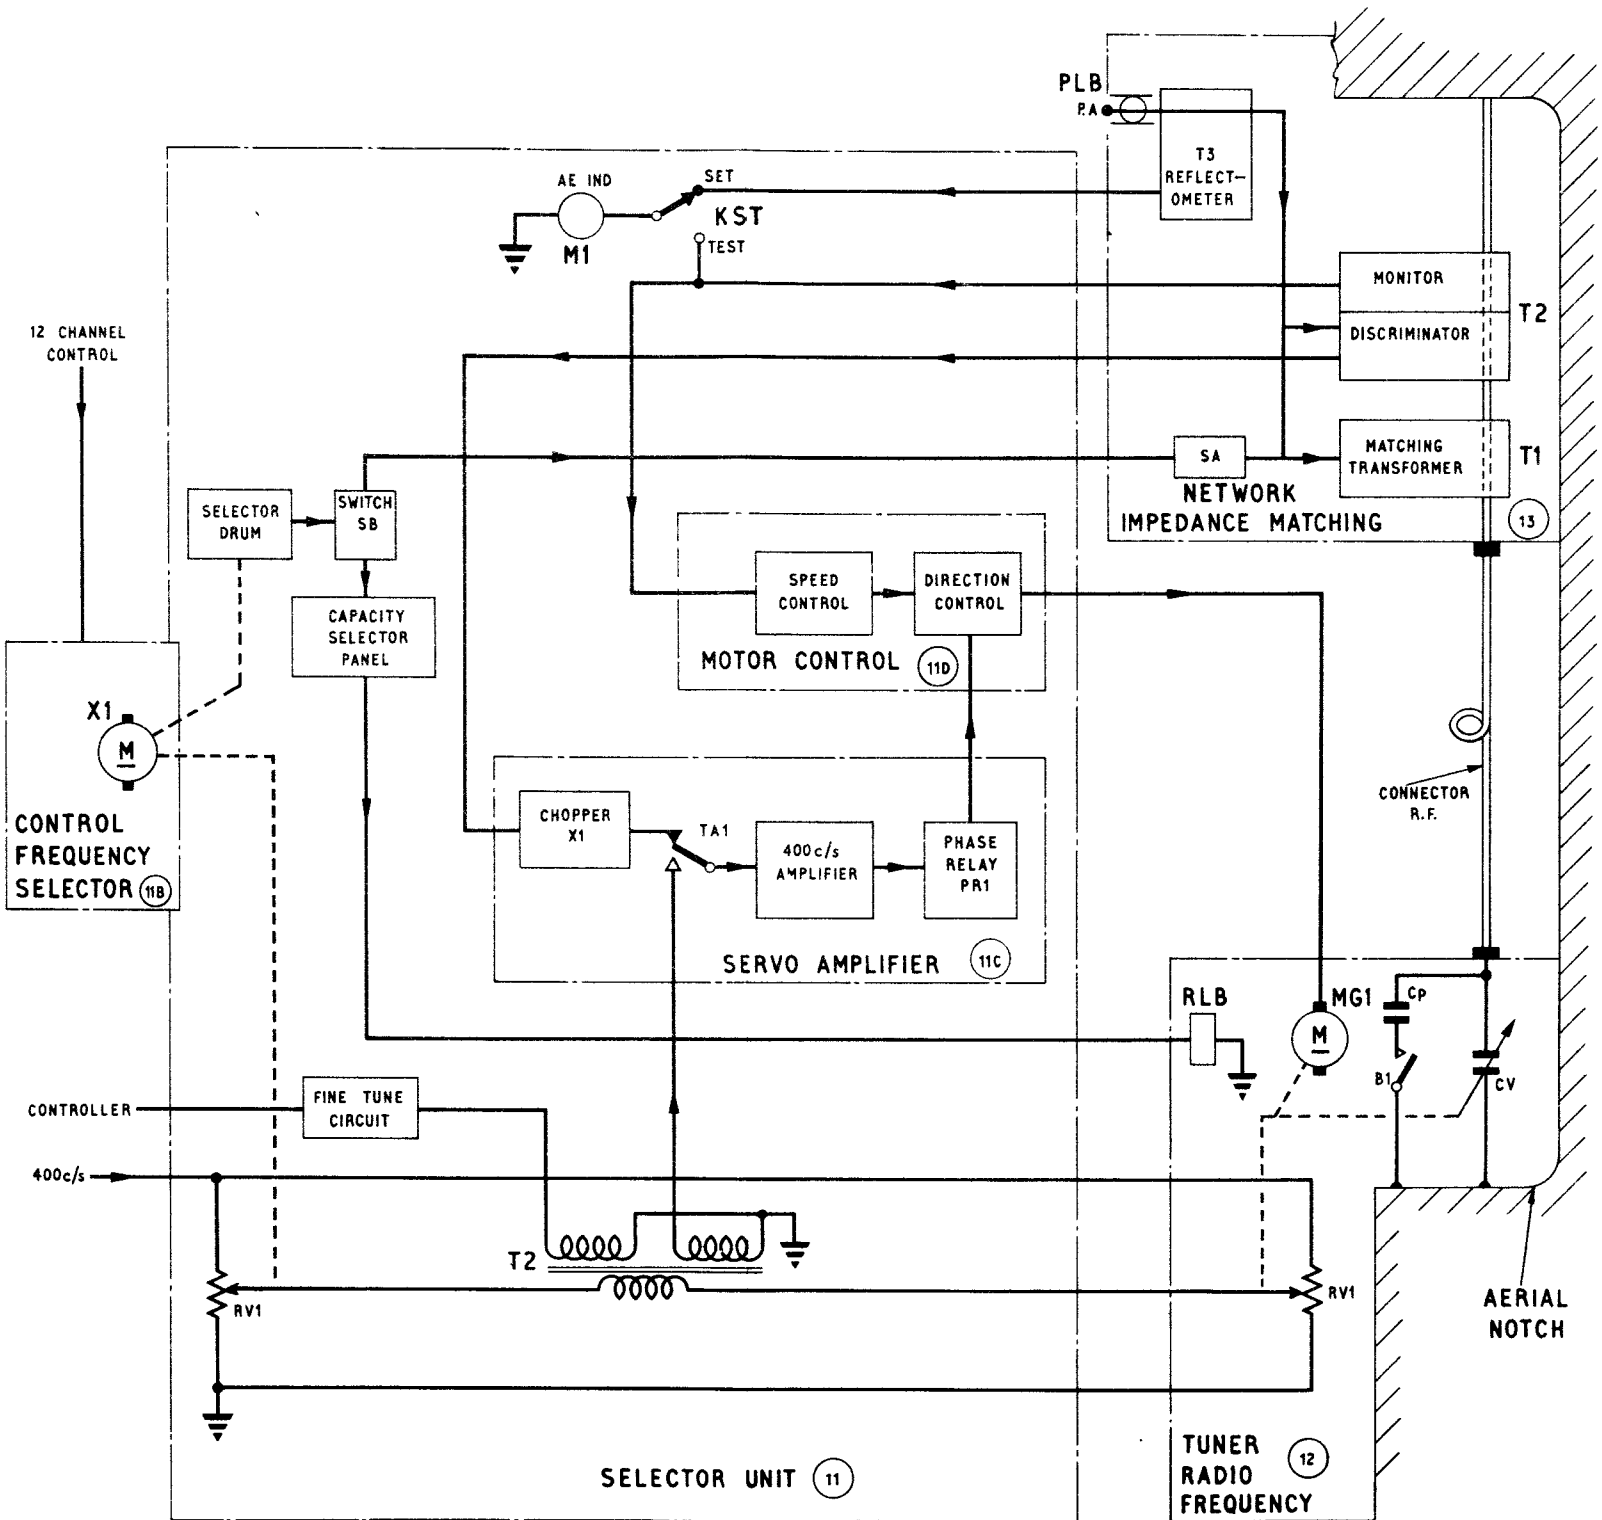 PLB
P.A
T3
REFLECT-
OMETER
AE IND
SET
KST
M1
TEST
MONITOR
T2
DISCRIMINATOR
12 CHANNEL
CONTROL
MATCHING
TRANSFORMER
T1
SA
NETWORK
IMPEDANCE MATCHING
13
SELECTOR
DRUM
SWITCH
SB
CAPACITY
SELECTOR
PANEL
SPEED
CONTROL
DIRECTION
CONTROL
MOTOR CONTROL
11D
X1
M
CONTROL
FREQUENCY
SELECTOR
11B
CONNECTOR
R.F.
CHOPPER
X1
TA1
400c/s
AMPLIFIER
PHASE
RELAY
PR1
SERVO AMPLIFIER
11C
RLB
MG1
M
CP
B1
CV
CONTROLLER
FINE TUNE
CIRCUIT
400c/s
T2
RV1
RV1
AERIAL
NOTCH
SELECTOR UNIT
11
TUNER
RADIO
FREQUENCY
12